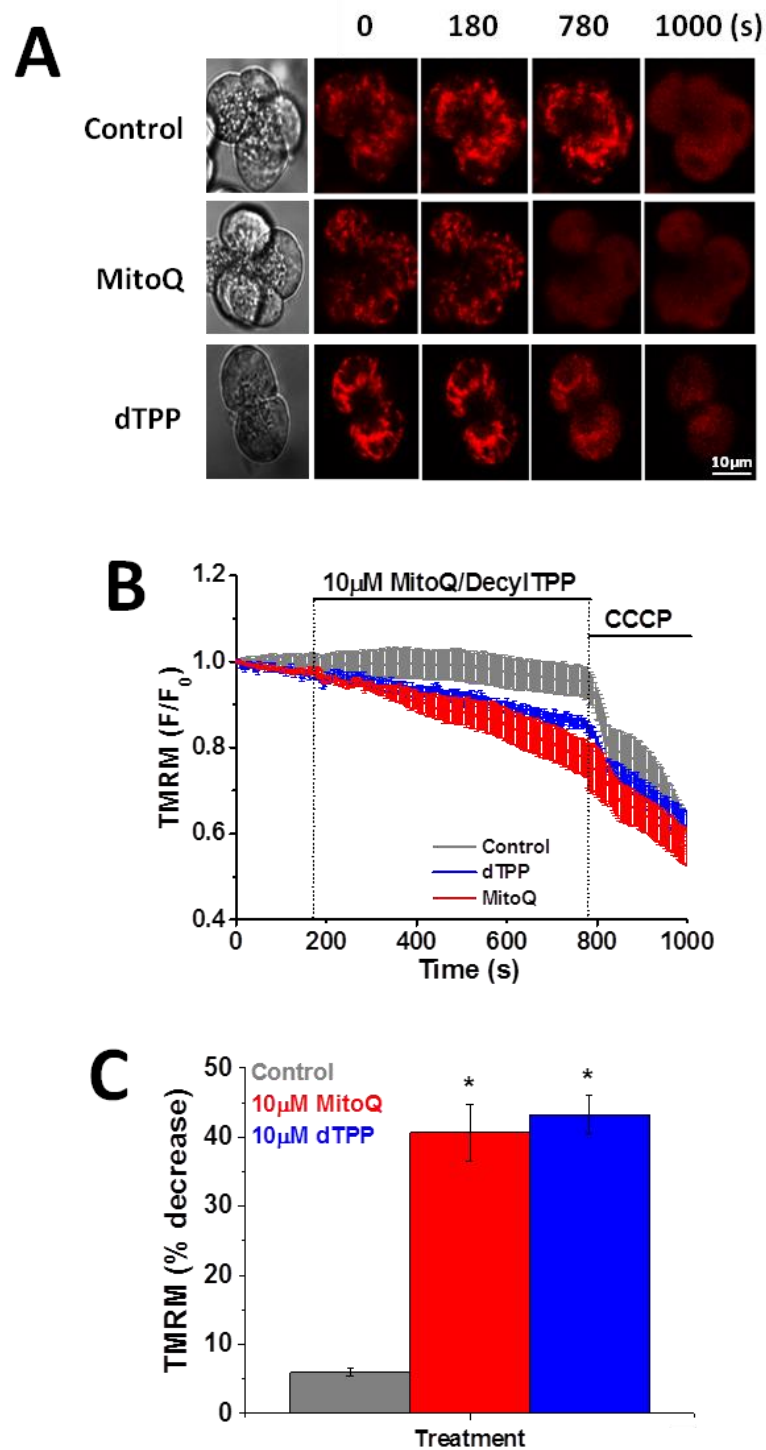 A
0 180 780 1000 (s)
Control
MitoQ
dTPP
10μm
B
1.2
1.0
0.8
0.6
0.4
TMRM (F/F0)
10μM MitoQ/DecylTPP
CCCP
Control
dTPP
MitoQ
0 200 400 600 800 1000
Time (s)
C
50
40
30
20
10
0
TMRM (% decrease)
Control
10μM MitoQ
10μM dTPP
* *
Treatment